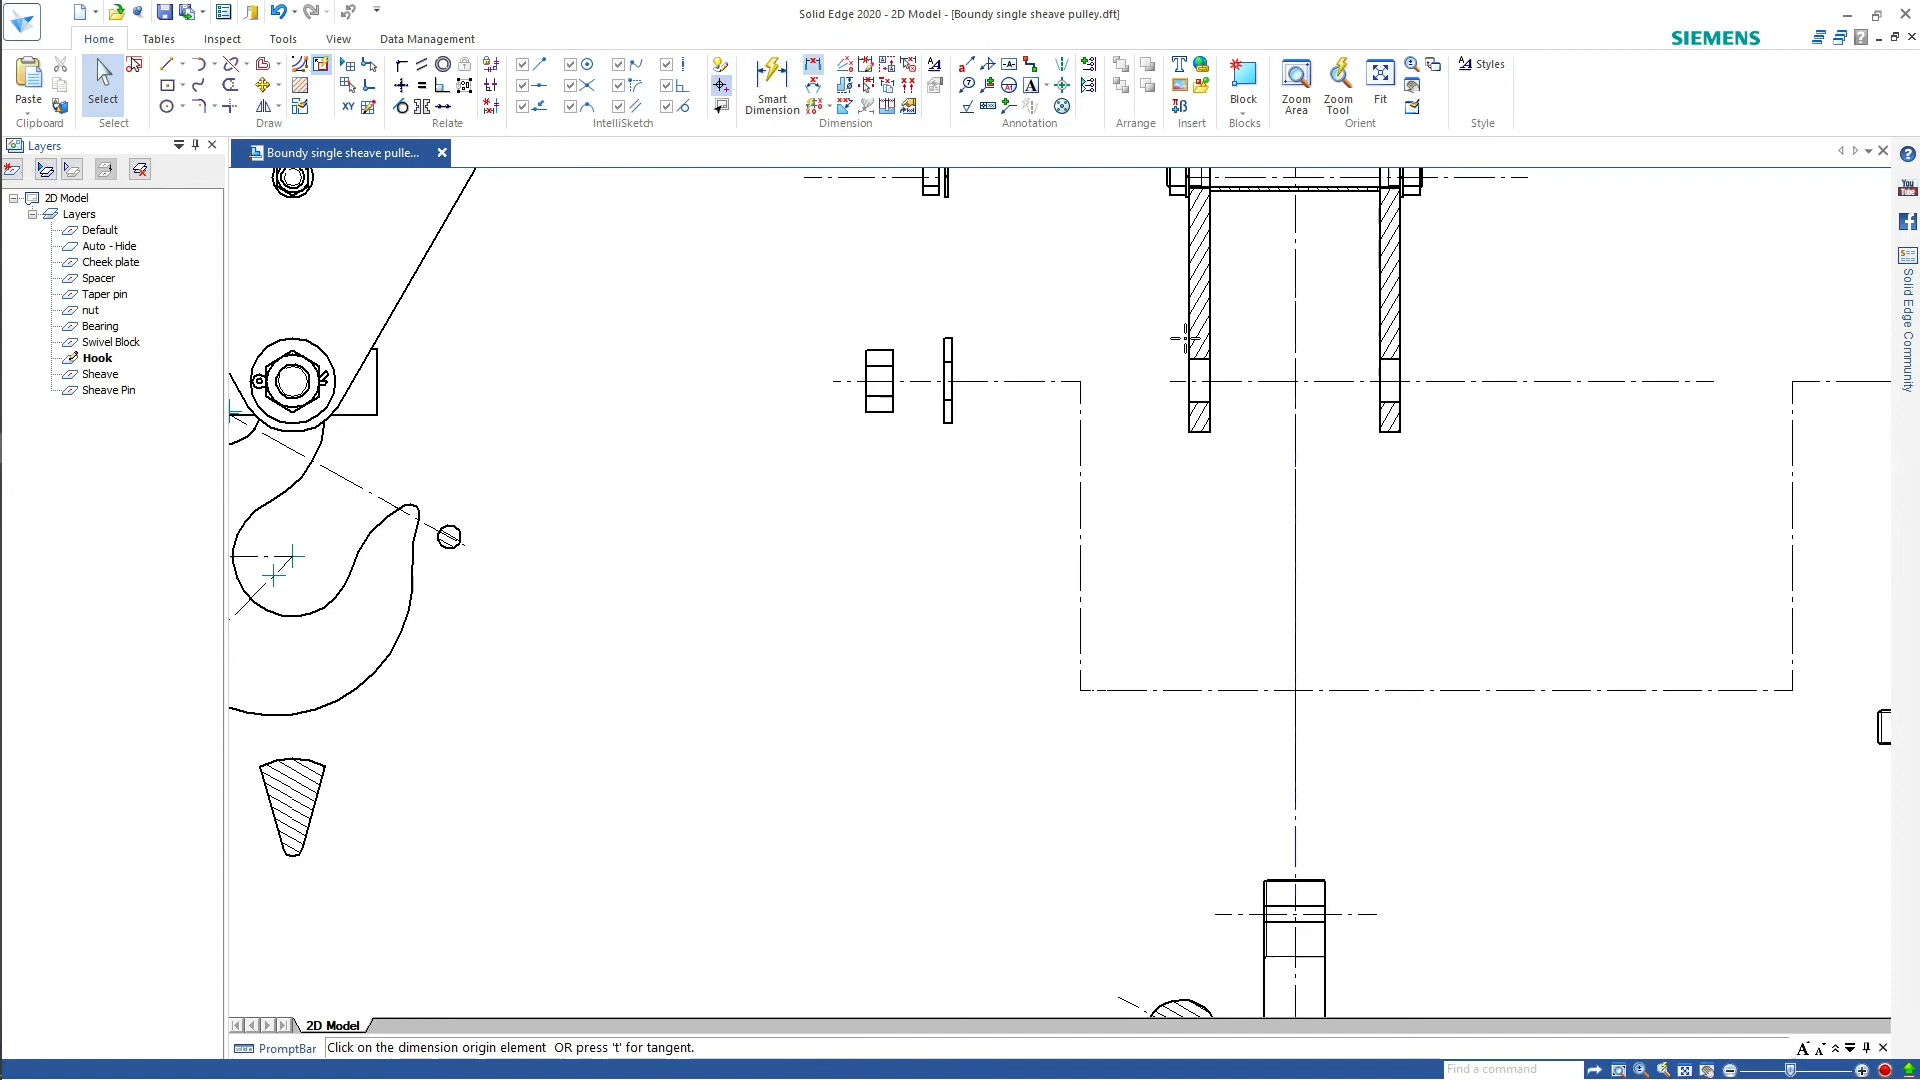 Solid Edge 2020 - 2D Model - [Boundy single sheave pulley.dft]
Home
Tables
Inspect
Sketch
Tools
View
Data Management
SIEMENS
Paste
Clipboard
Select
Select
Draw
XY
Relate
IntelliSketch
Smart
Dimension
Dimension
Annotation
Arrange
Insert
Block
Blocks
Zoom
Area
Zoom
Tool
Fit
Orient
Styles
Style
Layers
2D Model
Layers
Default
Auto - Hide
Cheek plate
Spacer
Taper pin
nut
Bearing
Swivel Block
Hook
Sheave
Sheave Pin
Boundy single sheave pulle...
You
Tube
Solid Edge Community
2D Model
PromptBar
Click on the dimension origin element OR press 't' for tangent.
Find a command